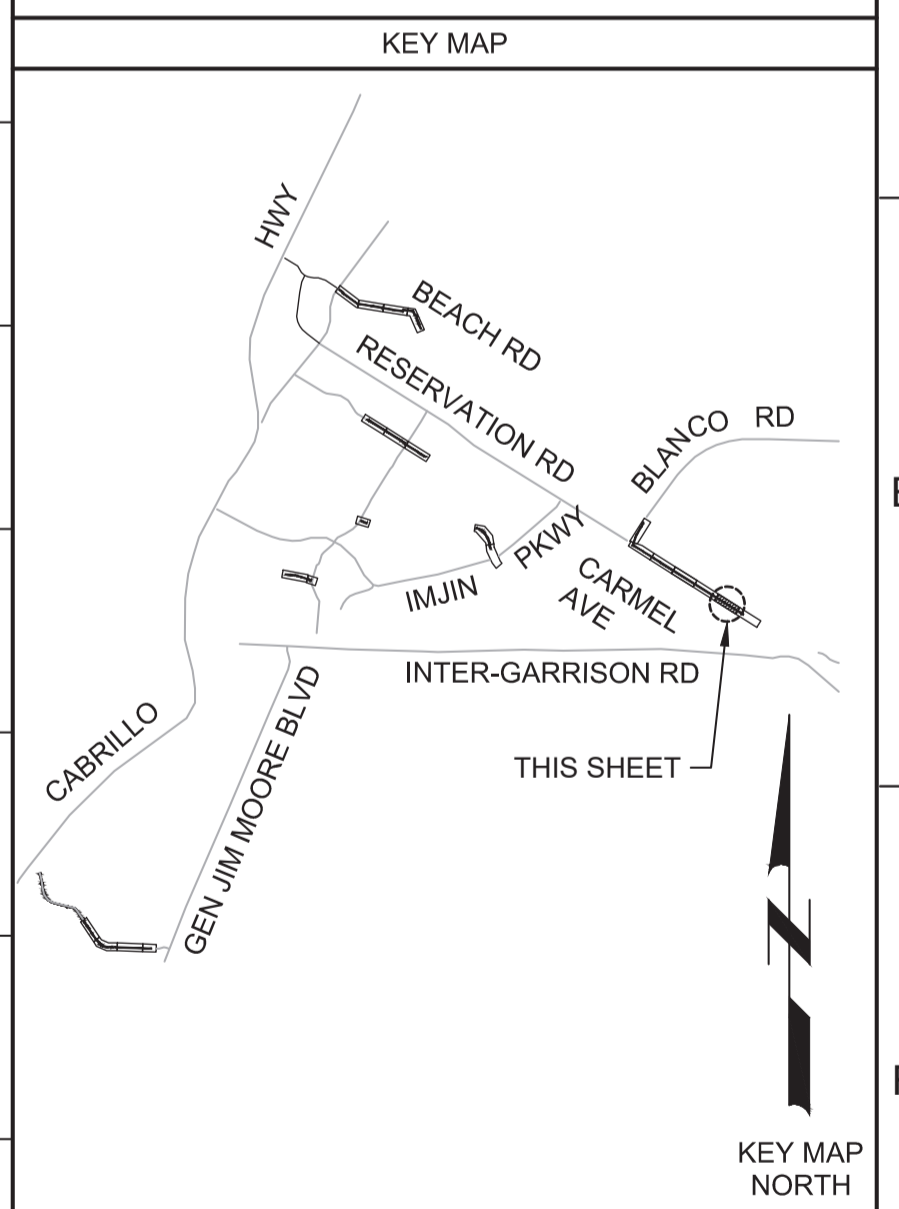 KEY MAP
HWY
BEACH RD
RESERVATION RD
BLANCO RD
IMJIN PKWY
CARMEL
AVE
INTER-GARRISON RD
CABRILLO
GEN JIM MOORE BLVD
THIS SHEET
N
KEY MAP
NORTH